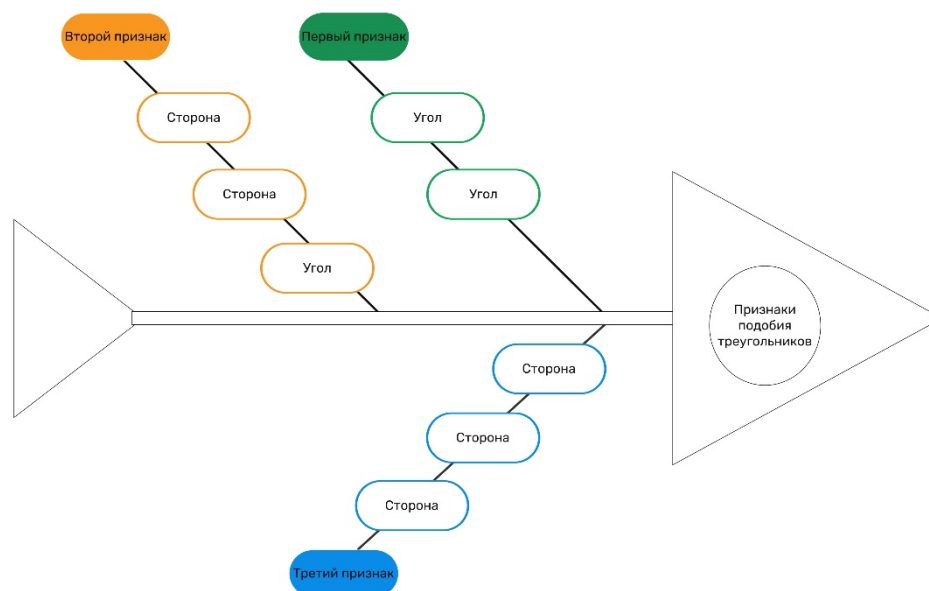 Второй признак
Первый признак
Сторона
Угол
Сторона
Угол
Угол
Признаки
подобия
треугольников
Сторона
Сторона
Сторона
Третий признак